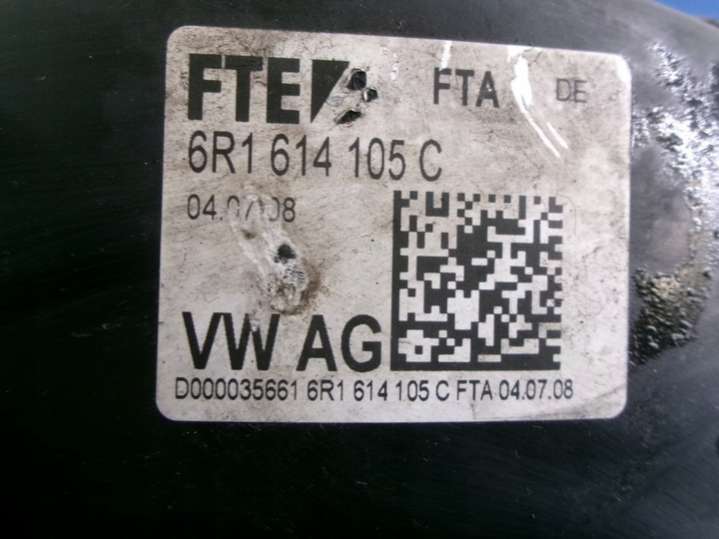 FTE FTA DE
6R1 614 105 C
04.07.08
VW AG
D000035661 6R1 614 105 C FTA 04.07.08